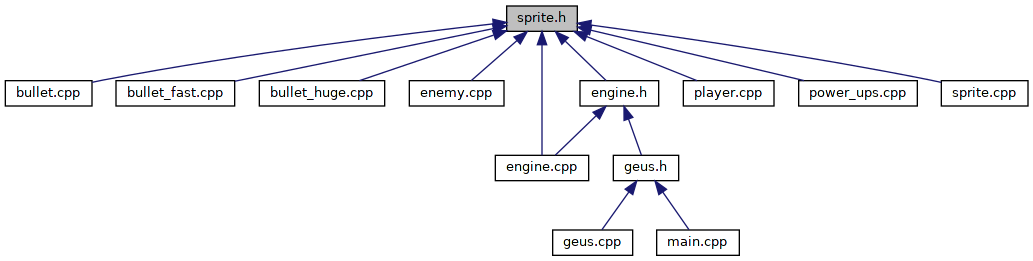 sprite.h
bullet.cpp
bullet_fast.cpp
bullet_huge.cpp
enemy.cpp
engine.h
player.cpp
power_ups.cpp
sprite.cpp
engine.cpp
geus.h
geus.cpp
main.cpp